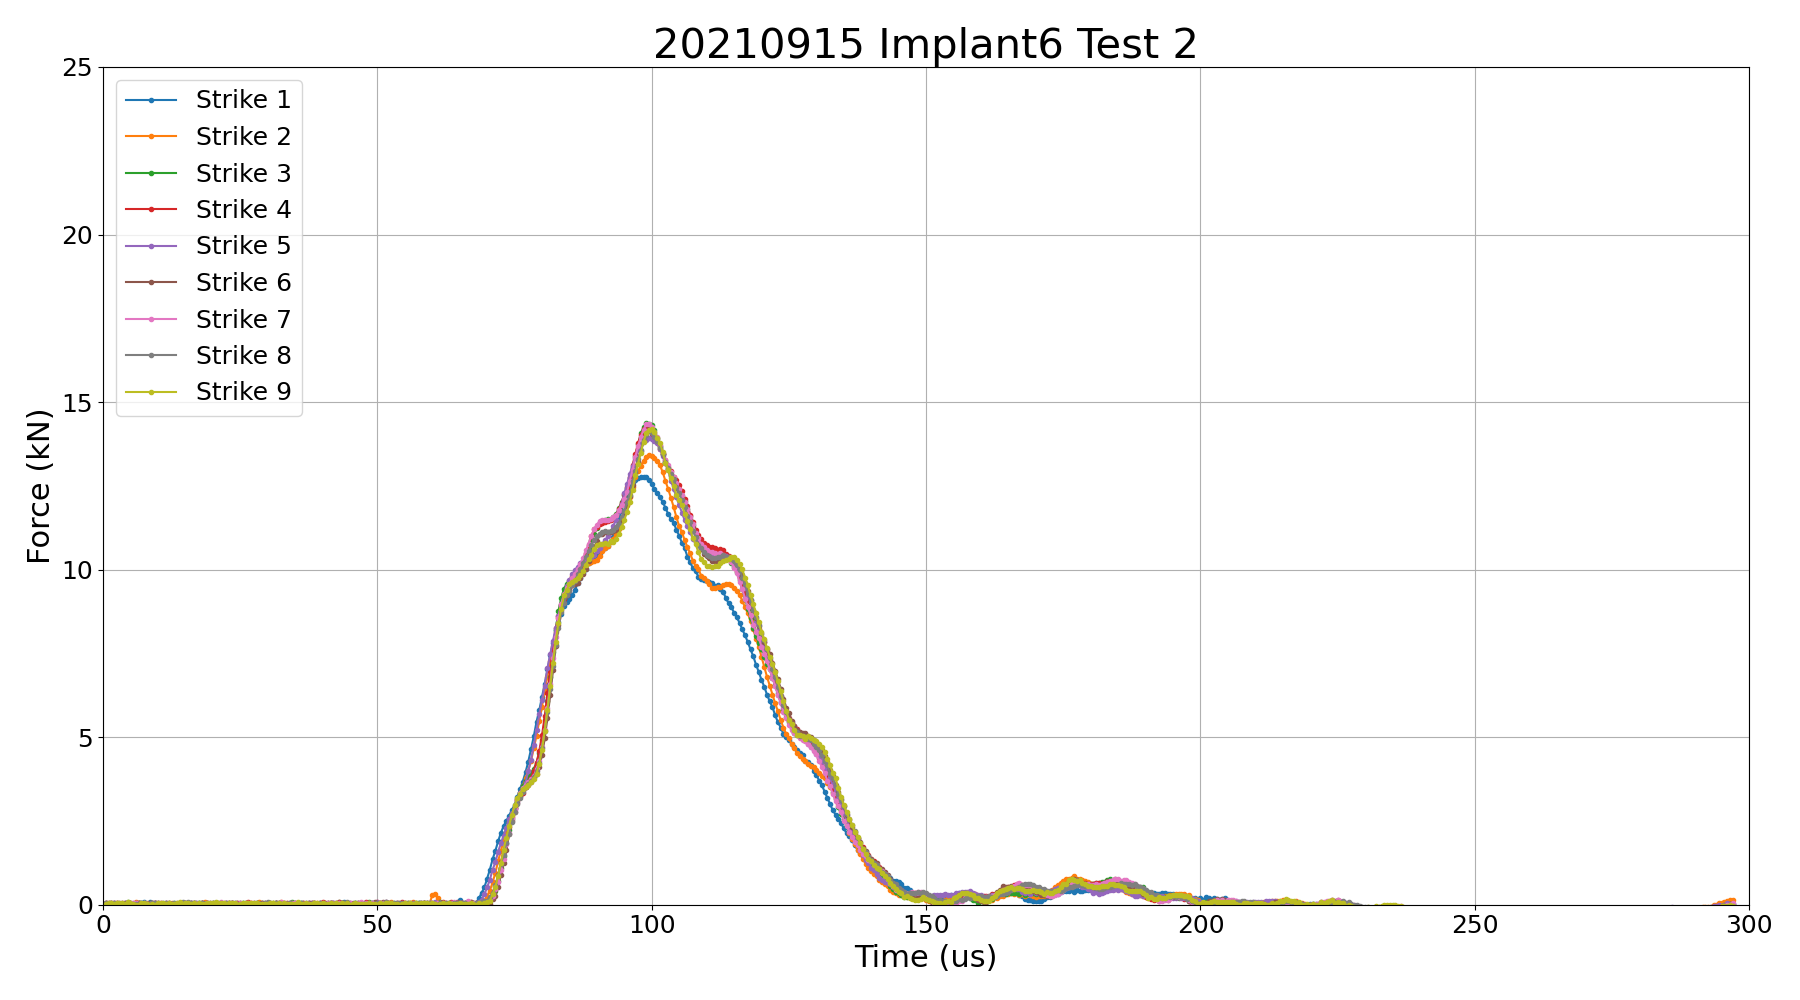 20210915 Implant6 Test 2
25
20
15
10
5
0
Force (kN)
Strike 1
Strike 2
Strike 3
Strike 4
Strike 5
Strike 6
Strike 7
Strike 8
Strike 9
0 50 100 150 200 250 300
Time (us)